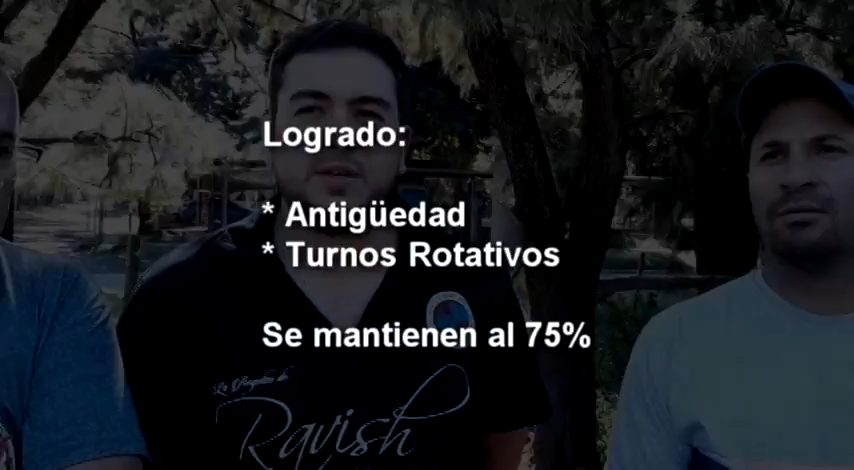 Logrado:
* Antigüedad
* Turnos Rotativos
Se mantienen al 75%
Ravish